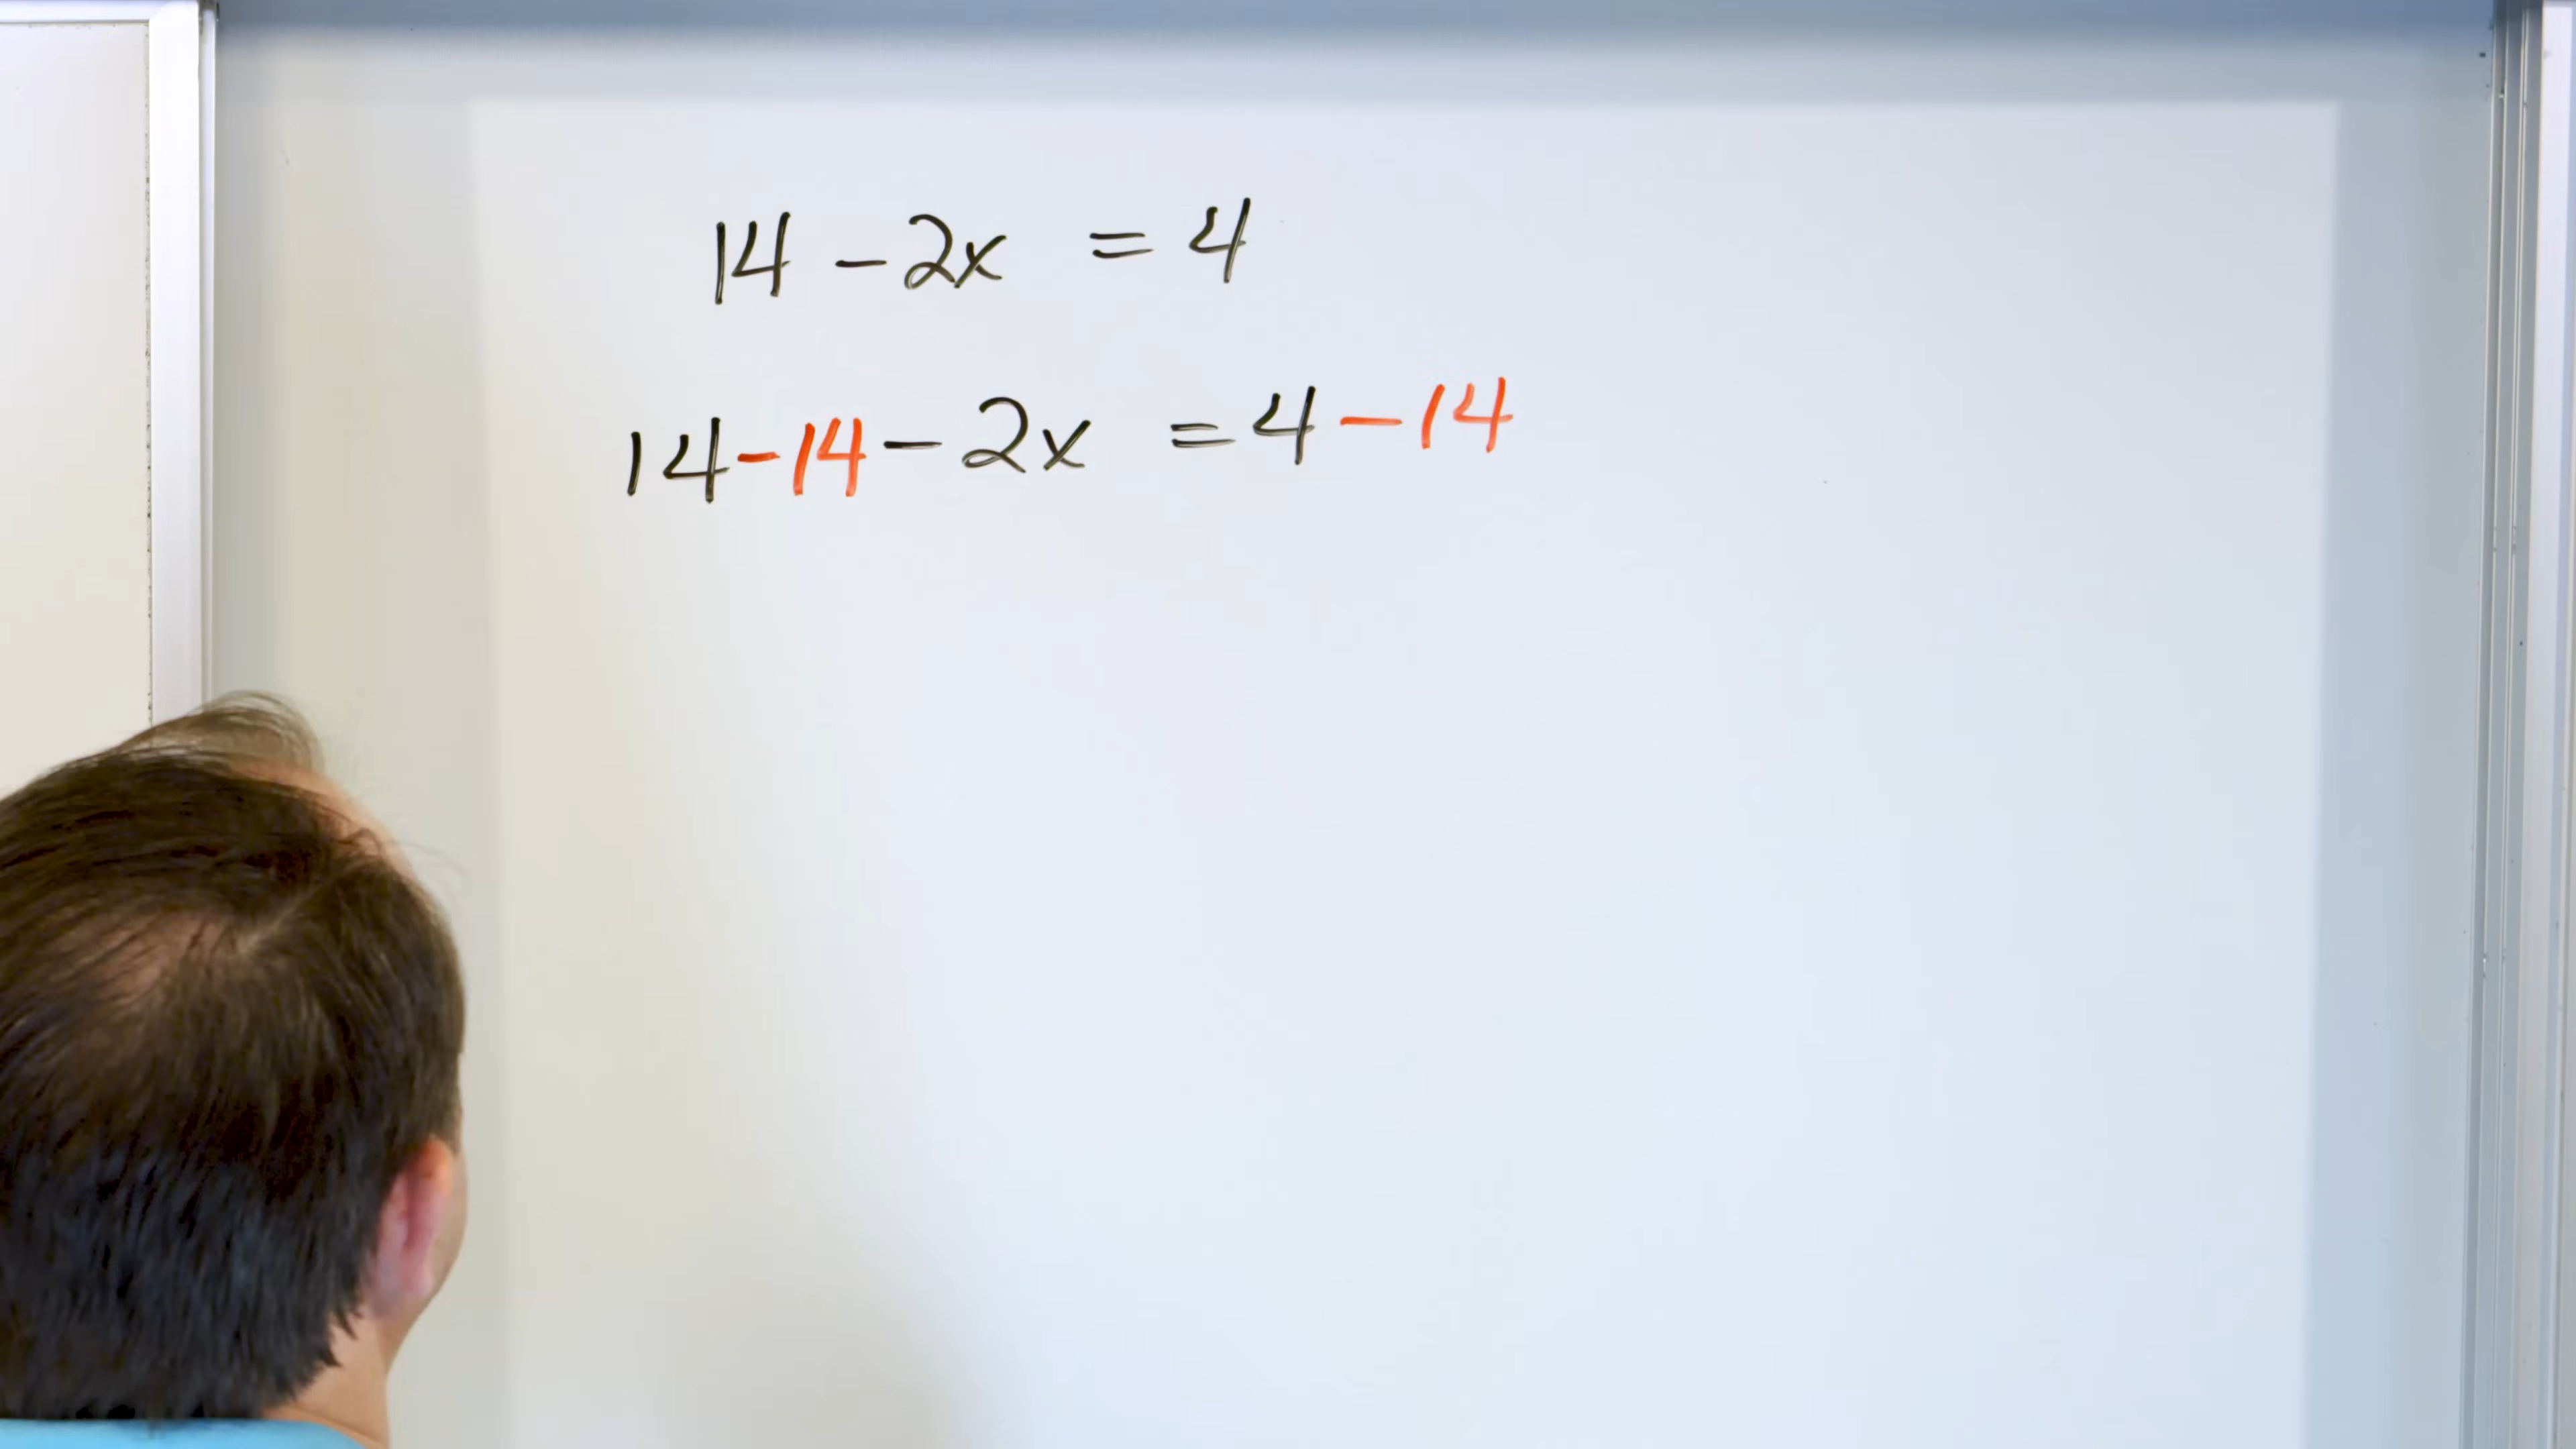 14 - 2x = 4
14 - 14 - 2x = 4 - 14